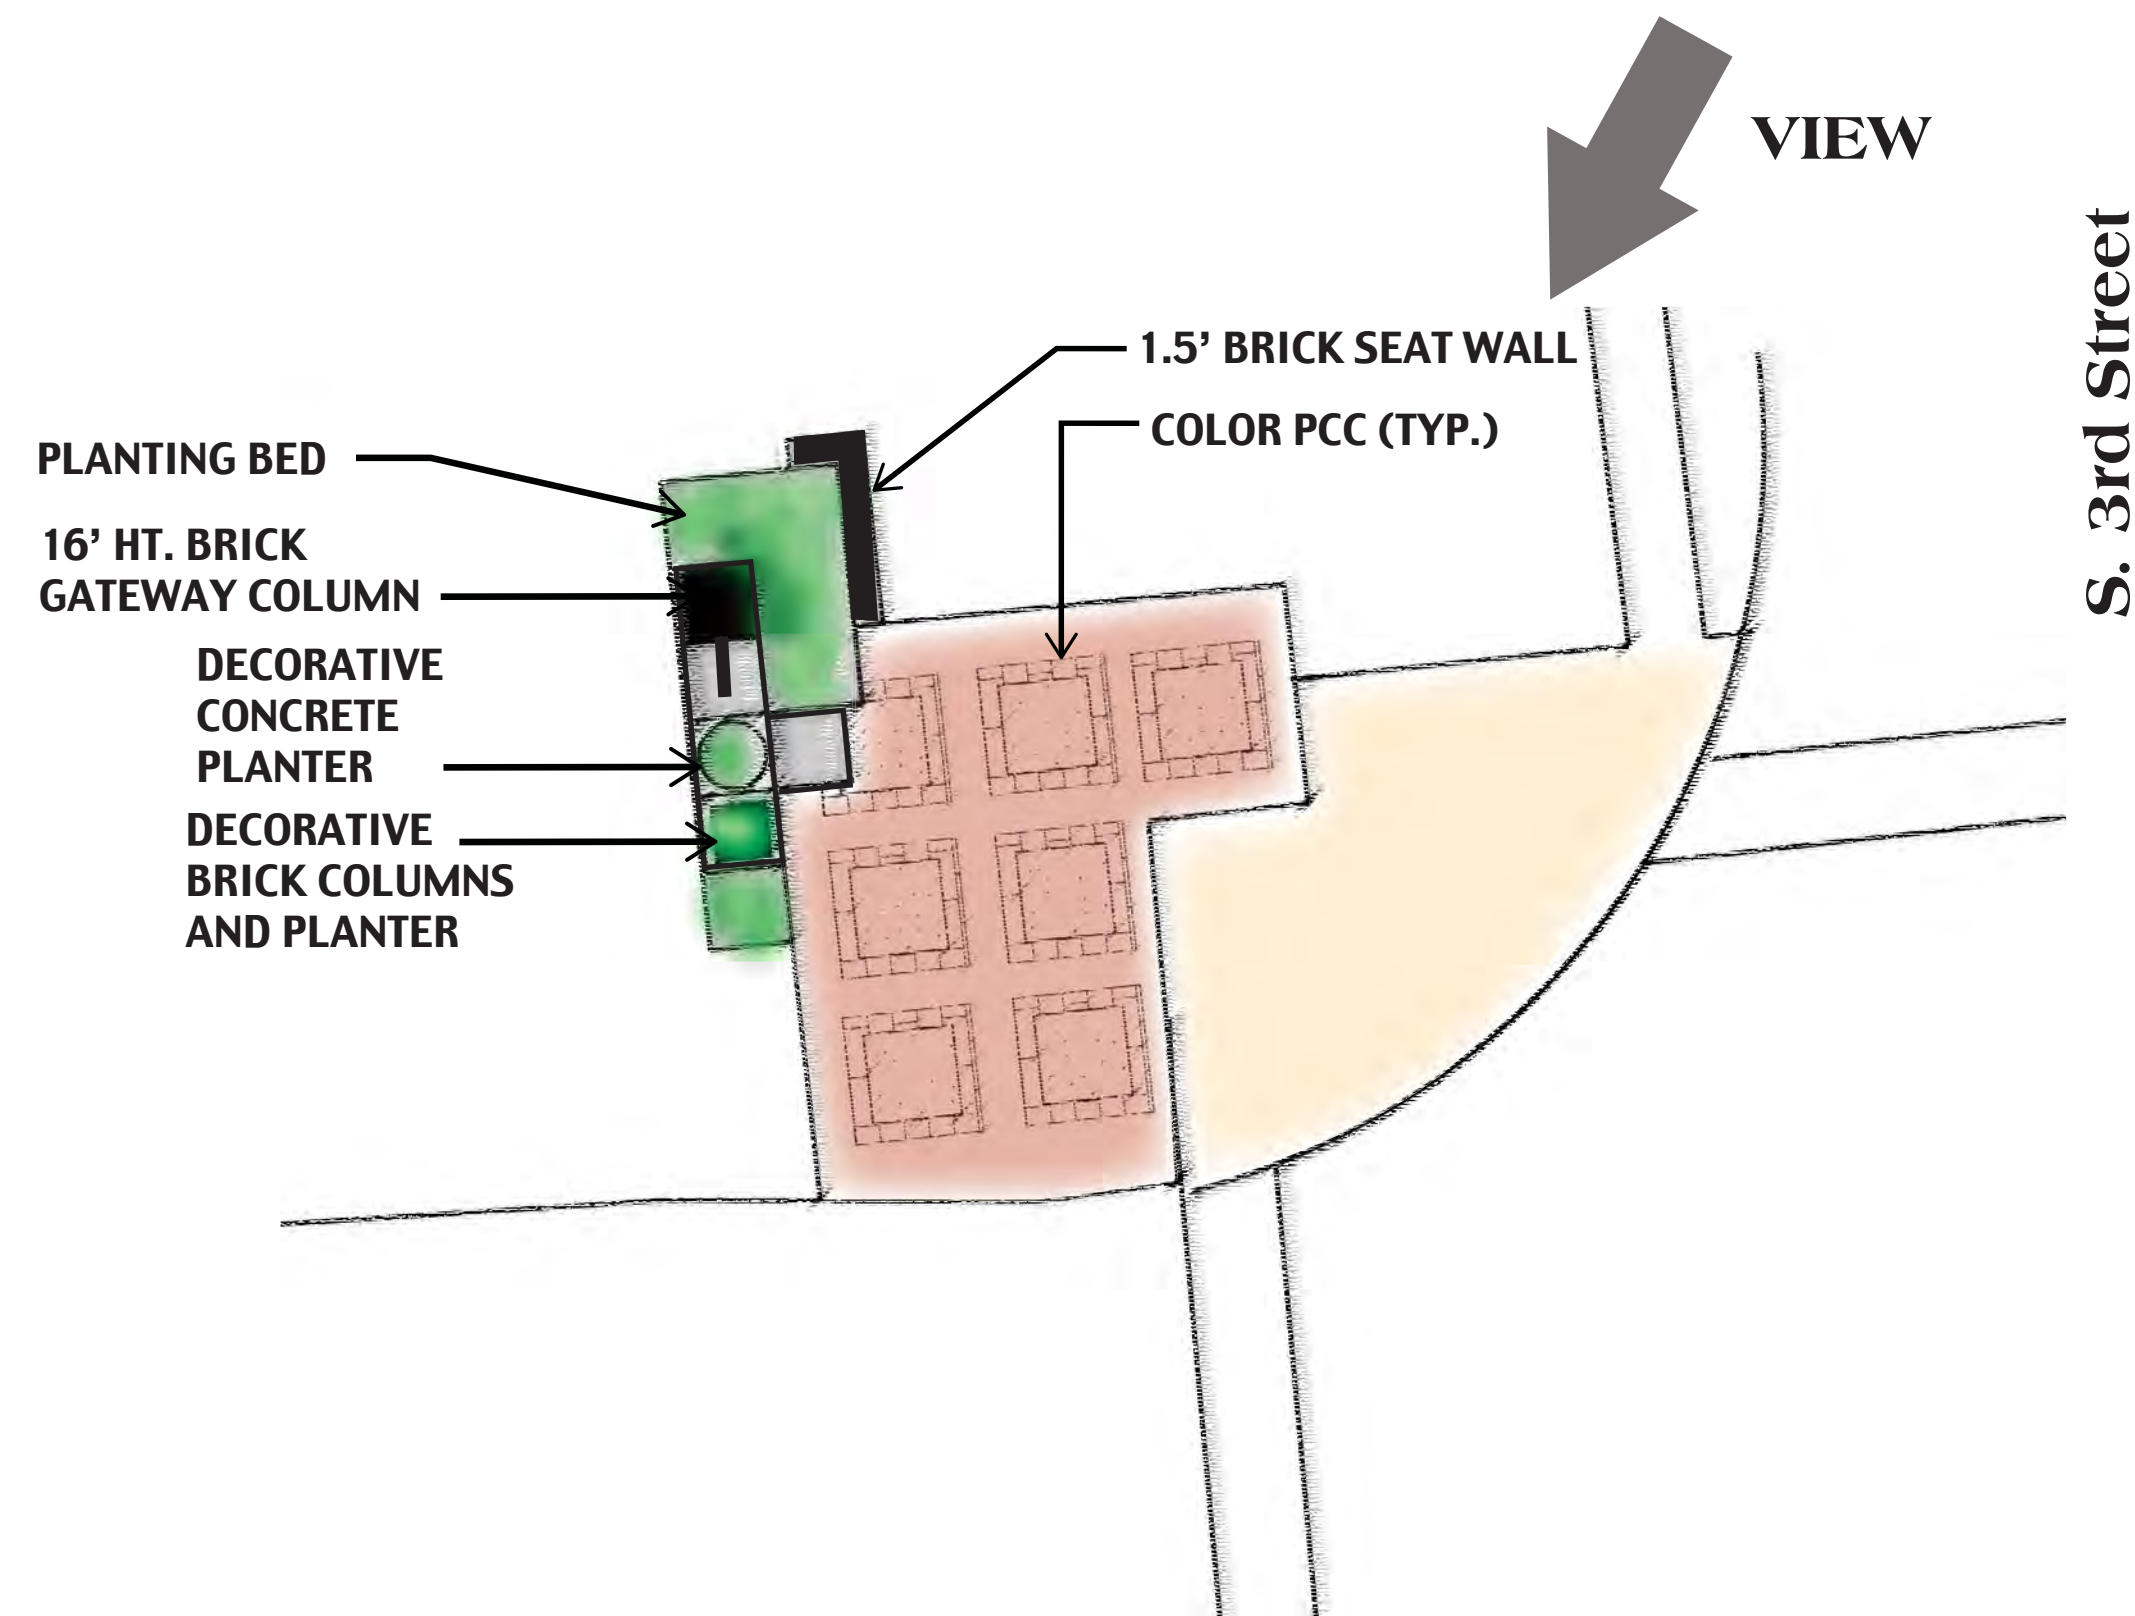 VIEW
S. 3rd Street
1.5’ BRICK SEAT WALL
COLOR PCC (TYP.)
PLANTING BED
16’ HT. BRICK
GATEWAY COLUMN
DECORATIVE
CONCRETE
PLANTER
DECORATIVE
BRICK COLUMNS
AND PLANTER